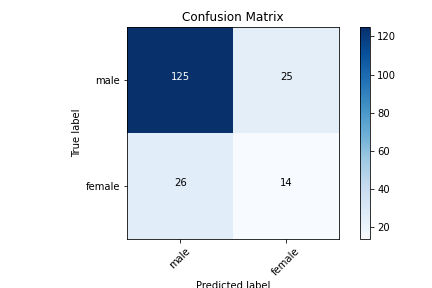 Confusion Matrix
120
125 25
male
100
80
True label
60
26 14
female
40
20
male female
Predicted label